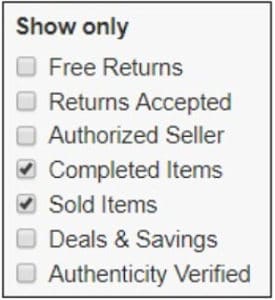 Show only
Free Returns
Returns Accepted
Authorized Seller
Completed Items
Sold Items
Deals & Savings
Authenticity Verified